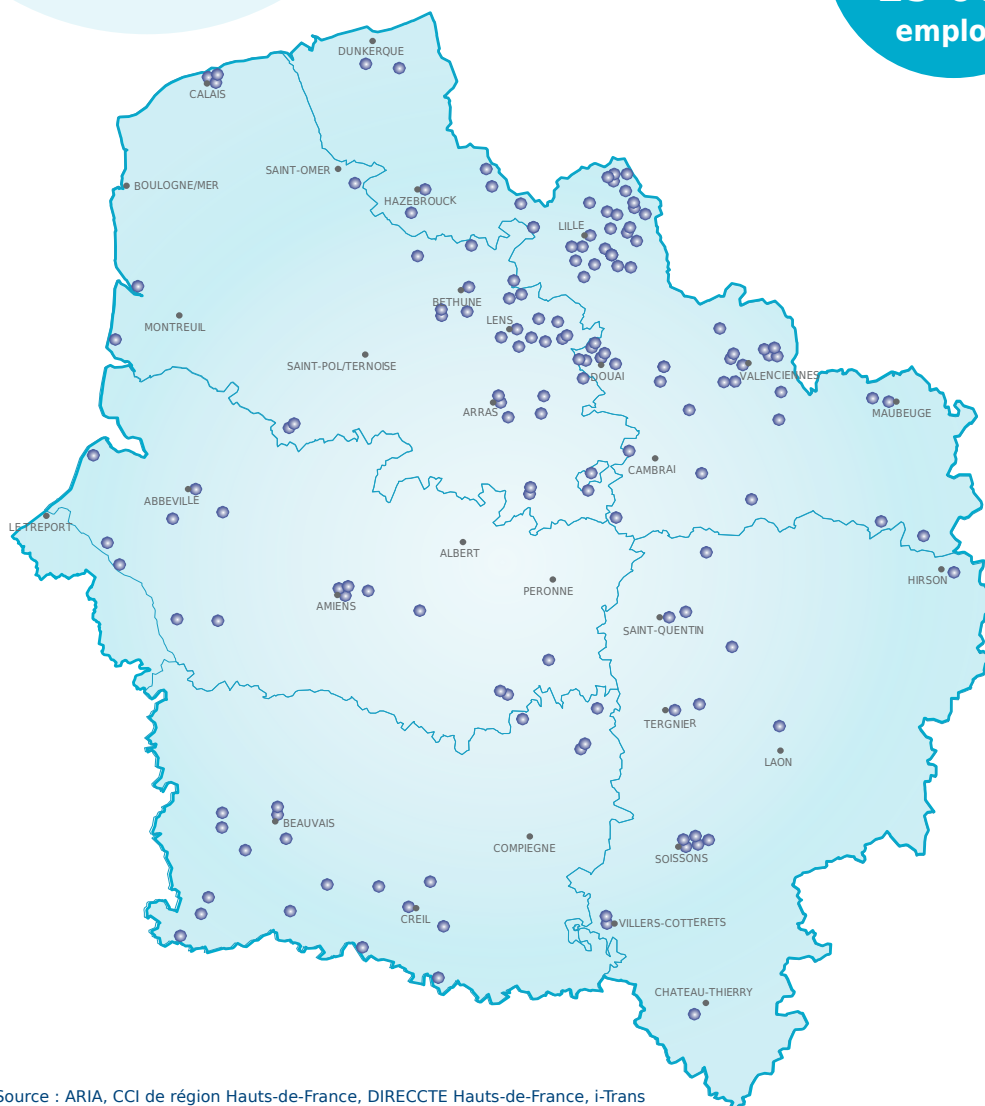 emplo
DUNKERQUE
CALAIS
SAINT-OMER
BOULOGNE/MER
HAZEBROUCK
LILLE
BETHUNE
LENS
MONTREUIL
SAINT-POL/TERNOISE
DOUAI
VALENCIENNES
ARRAS
MAUBEUGE
CAMBRAI
ABBEVILLE
LE TREPORT
ALBERT
HIRSON
PERONNE
AMIENS
SAINT-QUENTIN
TERGNIER
LAON
BEAUVAIS
COMPIEGNE
SOISSONS
CREIL
VILLERS-COTTERETS
CHATEAU-THIERRY
Source : ARIA, CCI de région Hauts-de-France, DIRECCTE Hauts-de-France, i-Trans